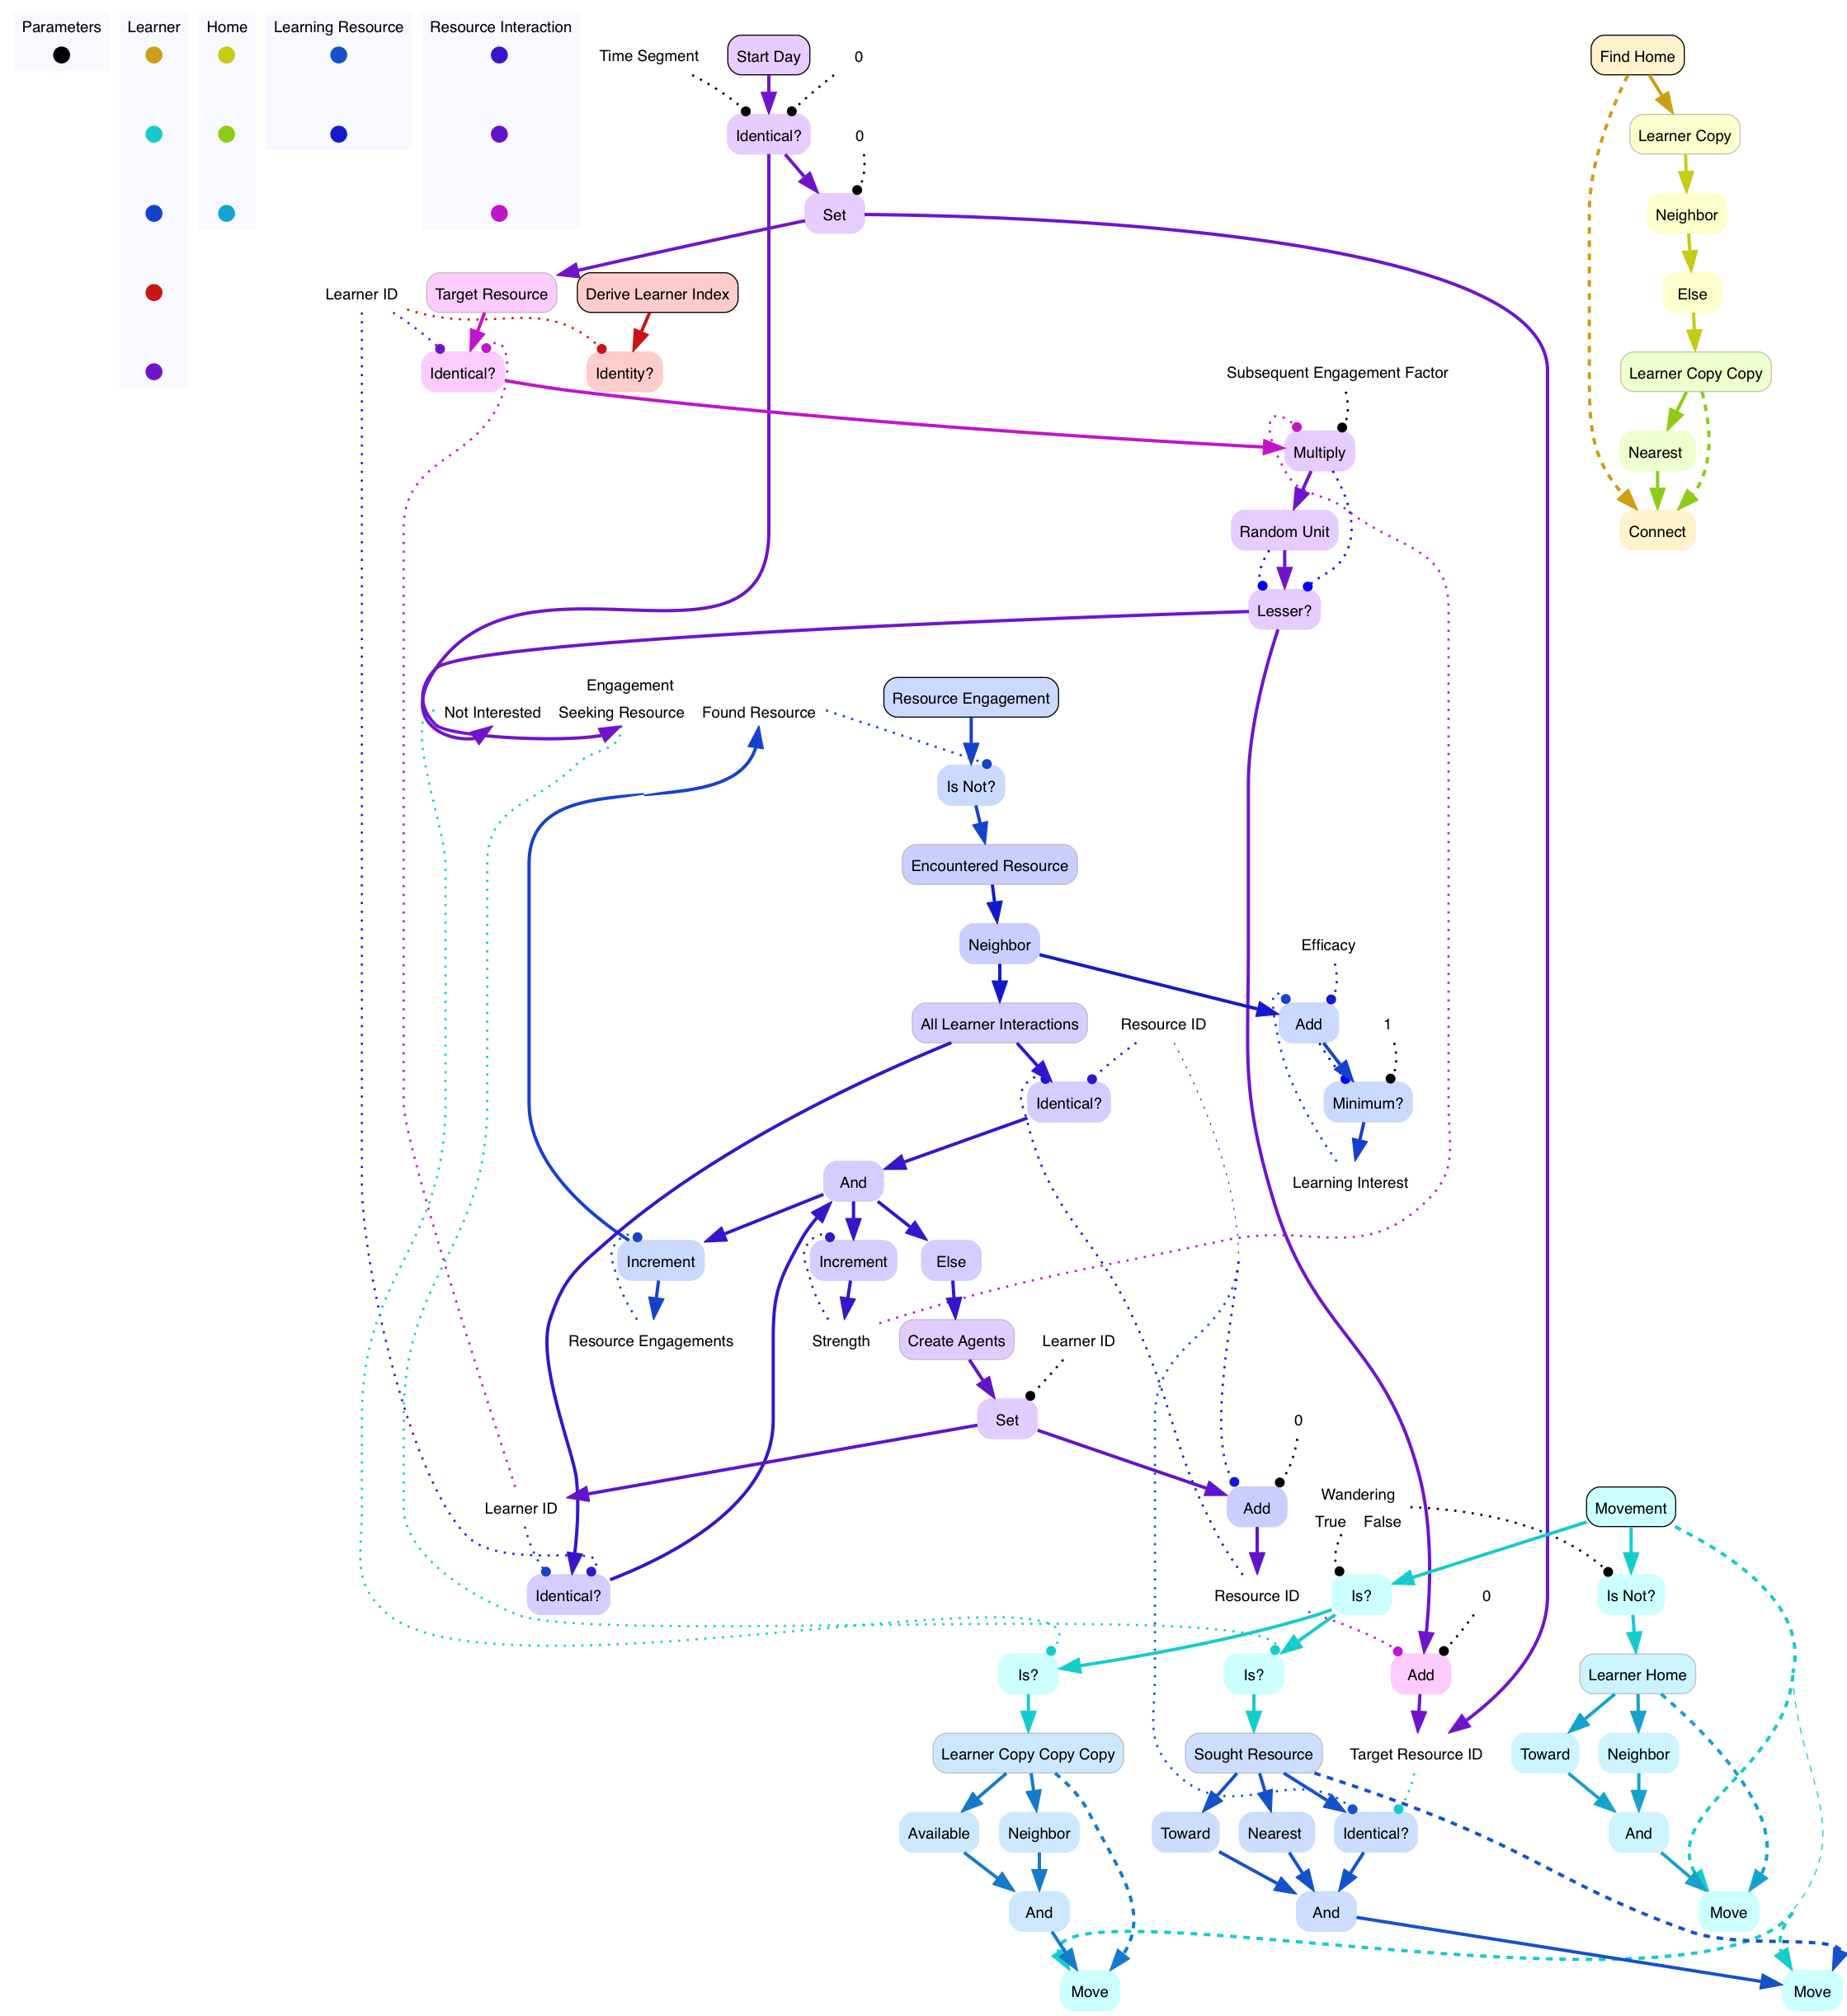 Parameters
Learner
Home
Learning Resource
Resource Interaction
Time Segment
Start Day
0
Find Home
Identical?
0
Learner Copy
Set
Neighbor
Learner ID
Target Resource
Derive Learner Index
Else
Identical?
Identity?
Subsequent Engagement Factor
Learner Copy Copy
Multiply
Nearest
Random Unit
Connect
Lesser?
Engagement
Not Interested
Seeking Resource
Found Resource
Resource Engagement
Is Not?
Encountered Resource
Neighbor
Efficacy
All Learner Interactions
Resource ID
Add
1
Identical?
Minimum?
And
Learning Interest
Increment
Increment
Else
Resource Engagements
Strength
Create Agents
Learner ID
Set
0
Learner ID
Add
Wandering
True
False
Movement
Identical?
Resource ID
Is?
0
Is Not?
Is?
Is?
Add
Learner Home
Learner Copy Copy Copy
Sought Resource
Target Resource ID
Toward
Neighbor
Available
Neighbor
Toward
Nearest
Identical?
And
And
And
Move
Move
Move